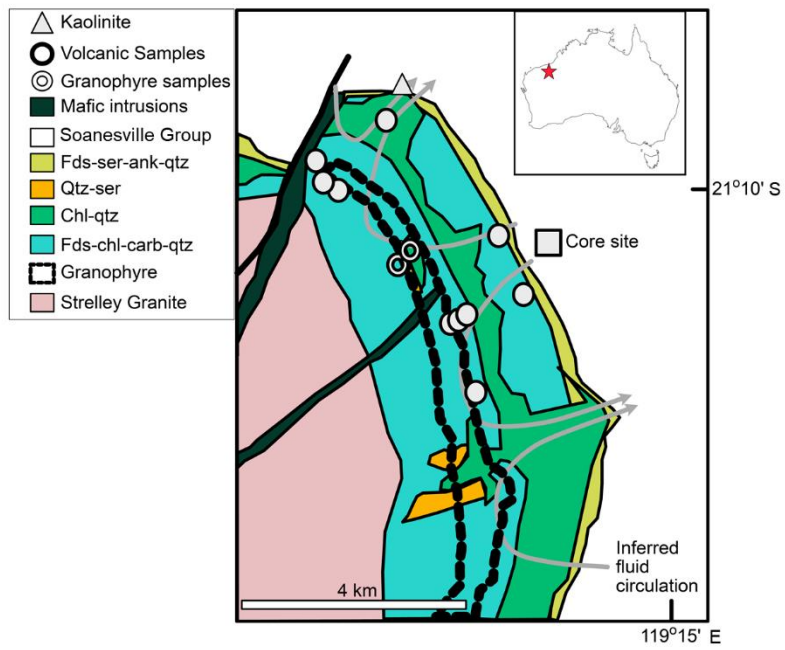 Kaolinite
Volcanic Samples
Granophyre samples
Mafic intrusions
Soanesville Group
Fds-ser-ank-qtz
Qtz-ser
Chl-qtz
Fds-chl-carb-qtz
Granophyre
Strelley Granite
21°10' S
Core site
Inferred
fluid
circulation
4 km
119°15' E